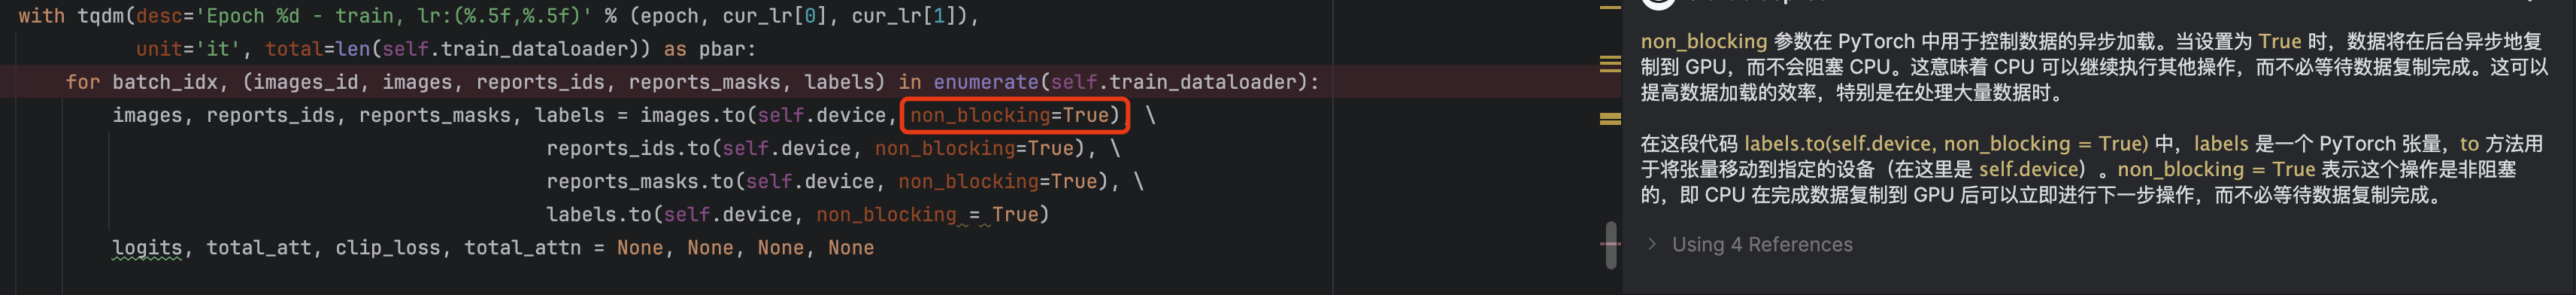 with tqdm(desc='Epoch %d - train, lr:(%.5f,%.5f)' % (epoch, cur_lr[0], cur_lr[1]),
unit='it', total=len(self.train_dataloader)) as pbar:
for batch_idx, (images_id, images, reports_ids, reports_masks, labels) in enumerate(self.train_dataloader):
images, reports_ids, reports_masks, labels = images.to(self.device, non_blocking=True), \
reports_ids.to(self.device, non_blocking=True), \
reports_masks.to(self.device, non_blocking=True), \
labels.to(self.device, non_blocking = True)
logits, total_att, clip_loss, total_attn = None, None, None, None
non_blocking 参数在 PyTorch 中用于控制数据的异步加载。当设置为 True 时，数据将在后台异步地复
制到 GPU，而不会阻塞 CPU。这意味着 CPU 可以继续执行其他操作，而不必等待数据复制完成。这可以
提高数据加载的效率，特别是在处理大量数据时。
在这段代码 labels.to(self.device, non_blocking = True) 中，labels 是一个 PyTorch 张量，to 方法用
于将张量移动到指定的设备（在这里是 self.device）。non_blocking = True 表示这个操作是非阻塞
的，即 CPU 在完成数据复制到 GPU 后可以立即进行下一步操作，而不必等待数据复制完成。
Using 4 References